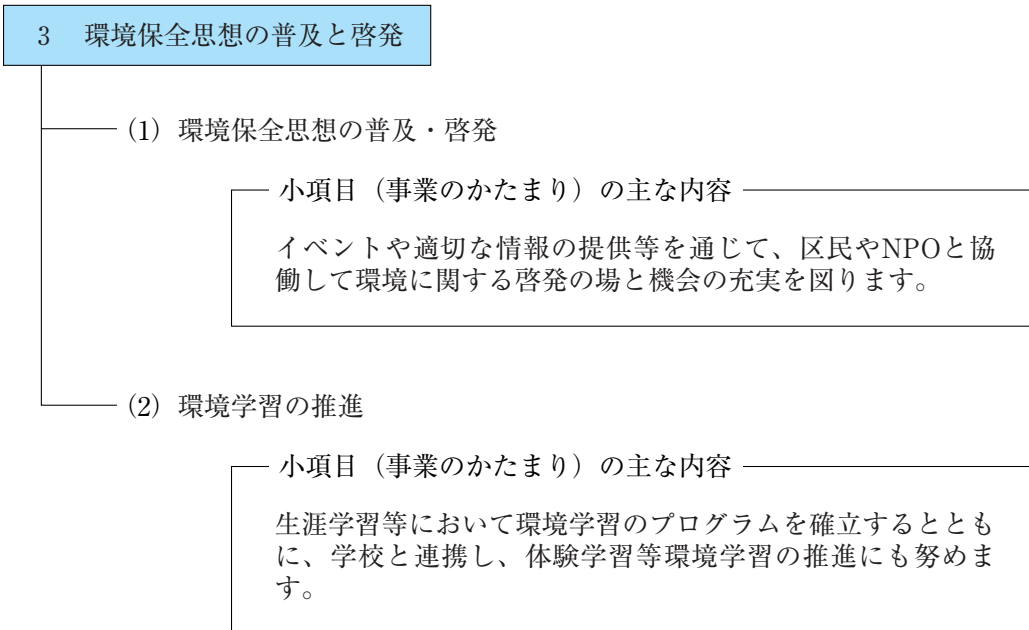 3 環境保全思想の普及と啓発
(1) 環境保全思想の普及・啓発
小項目（事業のかたまり）の主な内容
イベントや適切な情報の提供等を通じて、区民やNPOと協
働して環境に関する啓発の場と機会の充実を図ります。
(2) 環境学習の推進
小項目（事業のかたまり）の主な内容
生涯学習等において環境学習のプログラムを確立するととも
に、学校と連携し、体験学習等環境学習の推進にも努めま
す。